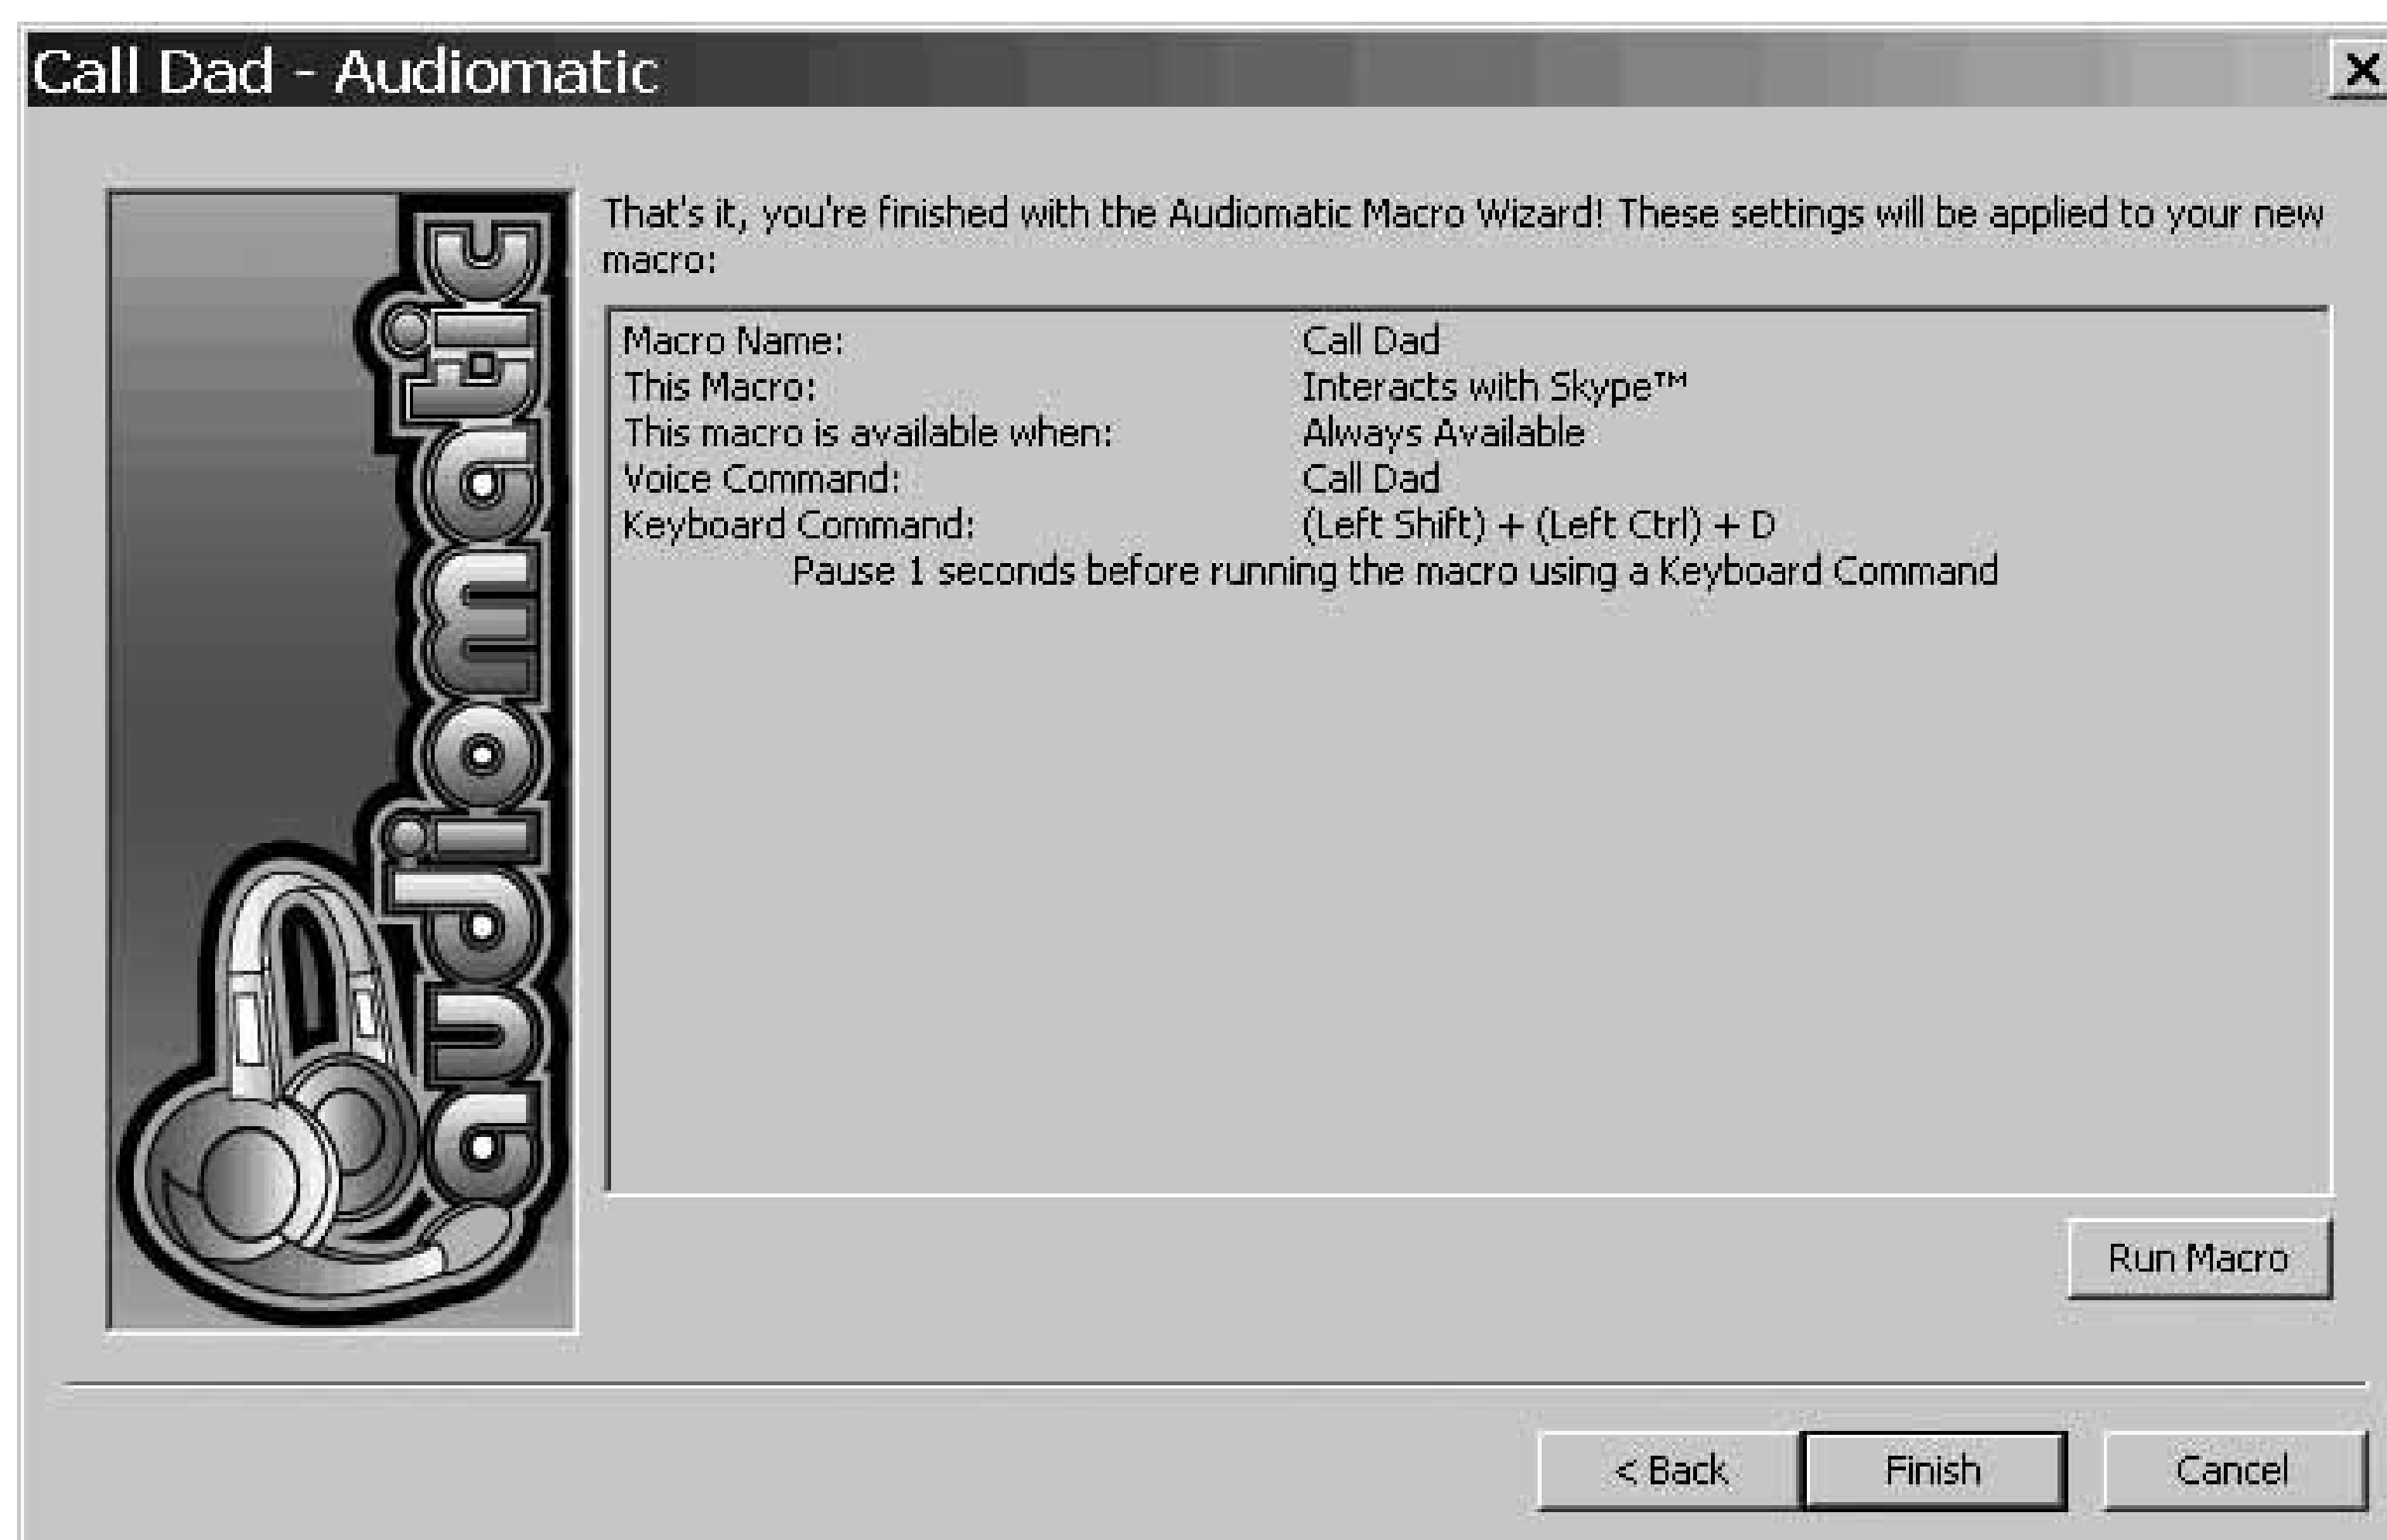 Call Dad - Audiomatic
audiomatic
That's it, you're finished with the Audiomatic Macro Wizard! These settings will be applied to your new
macro:
Macro Name: Call Dad
This Macro: Interacts with Skype™
This macro is available when: Always Available
Voice Command: Call Dad
Keyboard Command: (Left Shift) + (Left Ctrl) + D
Pause 1 seconds before running the macro using a Keyboard Command
Run Macro
< Back Finish Cancel